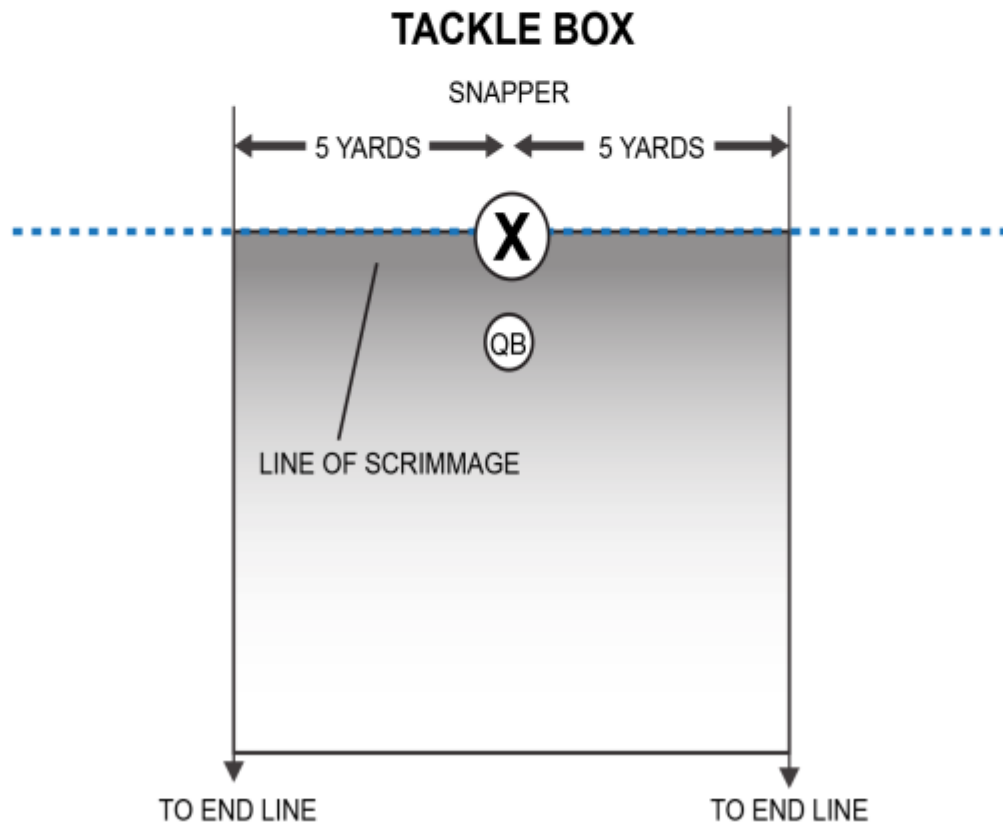 TACKLE BOX
SNAPPER
5 YARDS 5 YARDS
X
QB
LINE OF SCRIMMAGE
TO END LINE TO END LINE